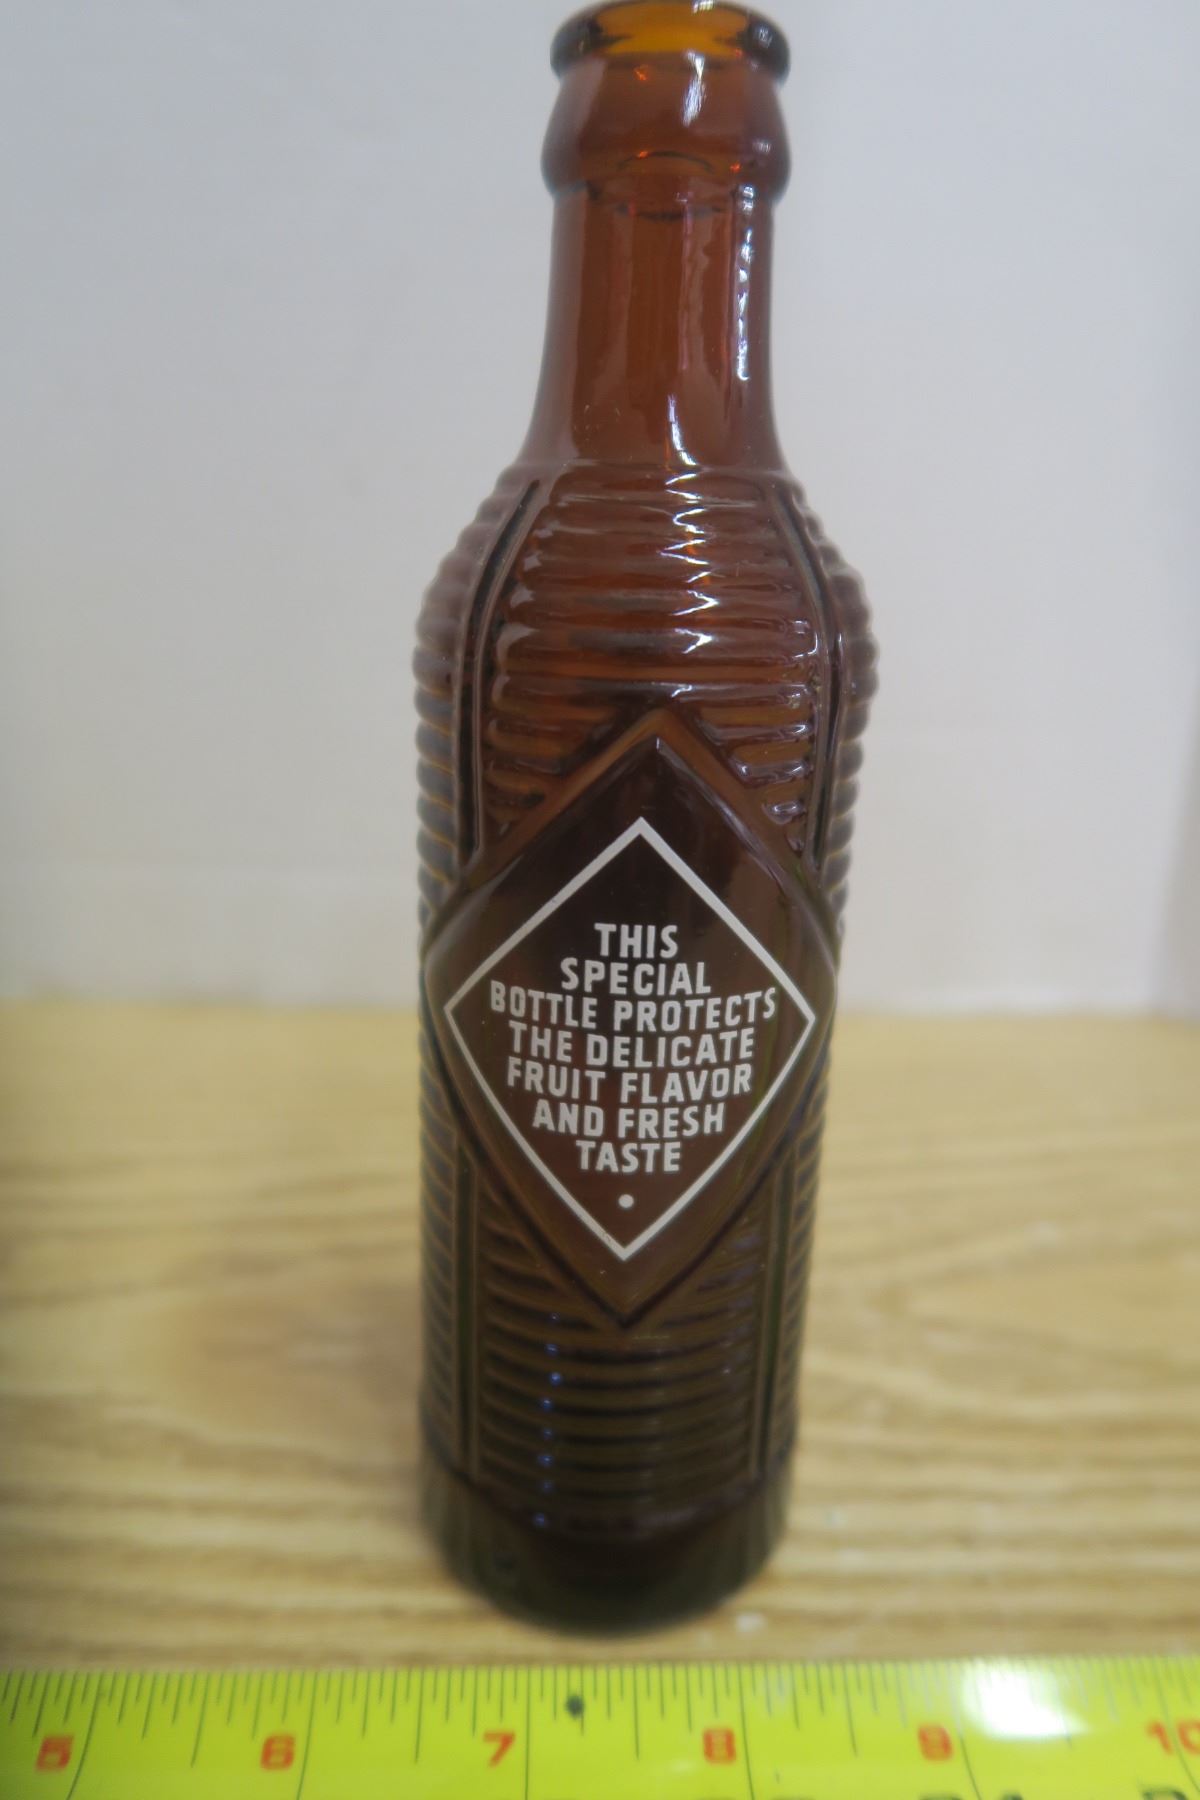 THIS
SPECIAL
BOTTLE PROTECTS
THE DELICATE
FRUIT FLAVOR
AND FRESH
TASTE
5 6 7 8 9 10